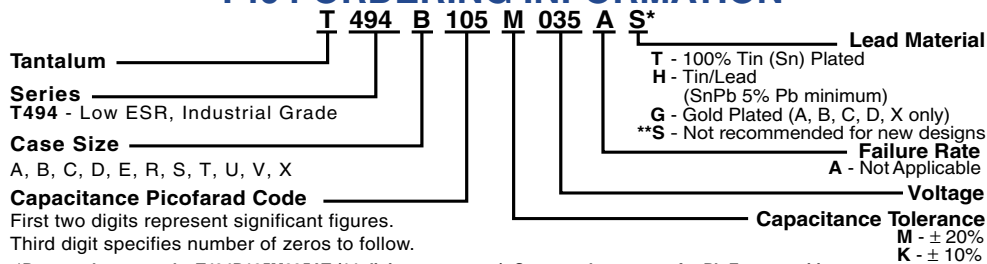 T 494 B 105 M 035 A S*
Tantalum
Series
T494 - Low ESR, Industrial Grade
Case Size
A, B, C, D, E, R, S, T, U, V, X
Capacitance Picofarad Code
First two digits represent significant figures.
Third digit specifies number of zeros to follow.
Lead Material
T - 100% Tin (Sn) Plated
H - Tin/Lead
(SnPb 5% Pb minimum)
G - Gold Plated (A, B, C, D, X only)
**S - Not recommended for new designs
Failure Rate
A - Not Applicable
Voltage
Capacitance Tolerance
M - ± 20%
K - ± 10%